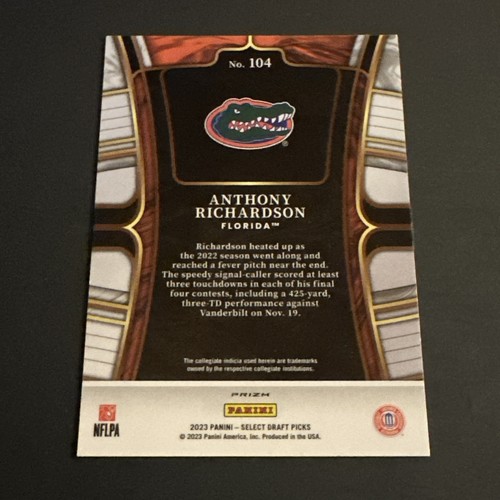 No. 104
®
ANTHONY
RICHARDSON
FLORIDA™
Richardson heated up as
the 2022 season went along and
reached a fever pitch near the end.
The speedy signal-caller scored at least
three touchdowns in each of his final
four contests, including a 425-yard,
three-TD performance against
Vanderbilt on Nov. 19.
The collegiate indicia used herein are trademarks
owned by the respective collegiate institutions.
PRIZM
PANINI
NFLPA
2023 PANINI – SELECT DRAFT PICKS
© 2023 Panini America, Inc. Produced in the USA.